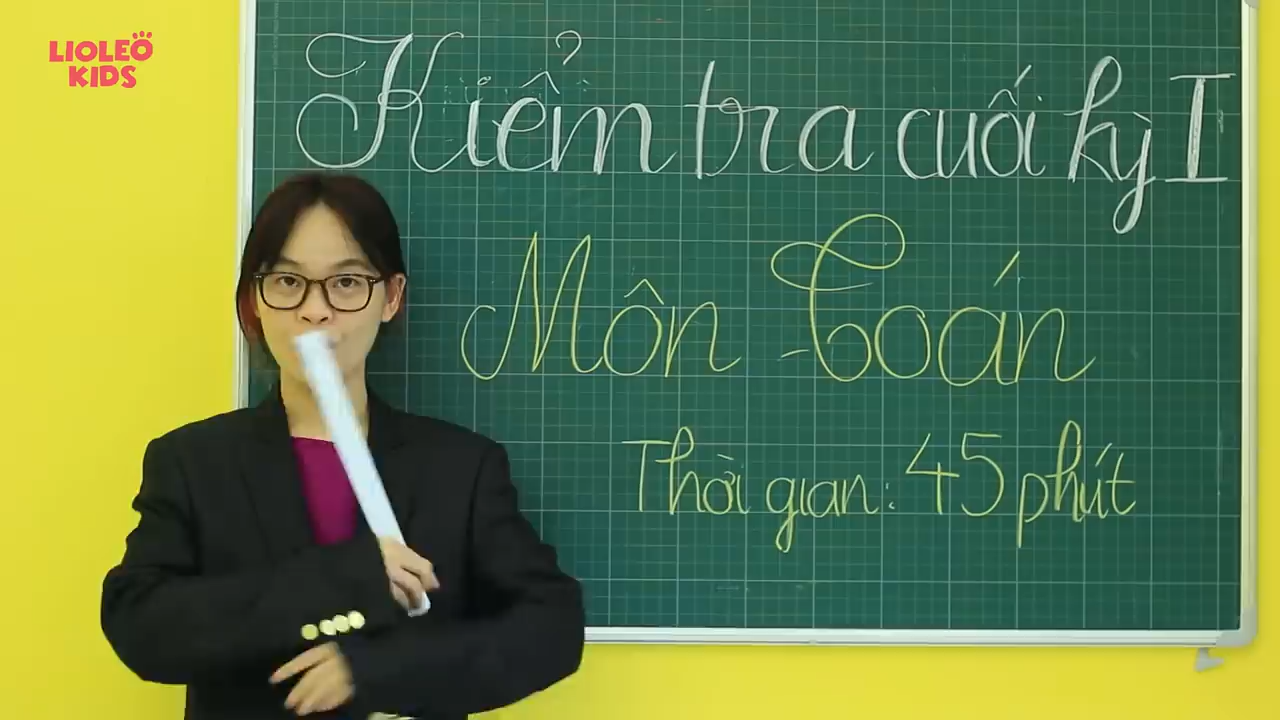 LIOLEO
KIDS
Kiểm tra cuối kỳ I
Môn Toán
Thời gian: 45 phút